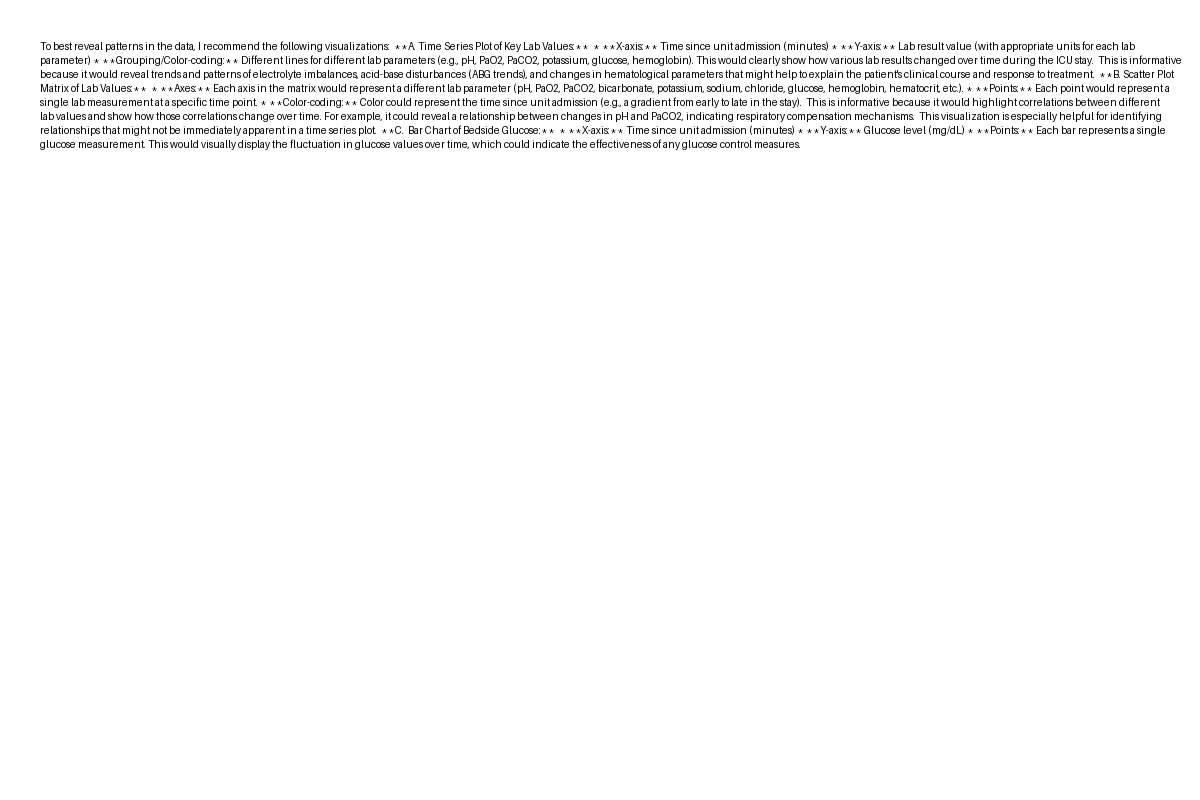 To best reveal patterns in the data, I recommend the following visualizations:  **A. Time Series Plot of Key Lab Values:**  * **X-axis:** Time since unit admission (minutes) * **Y-axis:** Lab result value (with appropriate units for each lab
parameter) * **Grouping/Color-coding:** Different lines for different lab parameters (e.g., pH, PaO2, PaCO2, potassium, glucose, hemoglobin). This would clearly show how various lab results changed over time during the ICU stay.  This is informative
because it would reveal trends and patterns of electrolyte imbalances, acid-base disturbances (ABG trends), and changes in hematological parameters that might help to explain the patient's clinical course and response to treatment.  **B. Scatter Plot
Matrix of Lab Values:**  * **Axes:** Each axis in the matrix would represent a different lab parameter (pH, PaO2, PaCO2, bicarbonate, potassium, sodium, chloride, glucose, hemoglobin, hematocrit, etc.). * **Points:** Each point would represent a
single lab measurement at a specific time point. * **Color-coding:** Color could represent the time since unit admission (e.g., a gradient from early to late in the stay).  This is informative because it would highlight correlations between different
lab values and show how those correlations change over time. For example, it could reveal a relationship between changes in pH and PaCO2, indicating respiratory compensation mechanisms.  This visualization is especially helpful for identifying
relationships that might not be immediately apparent in a time series plot.  **C.  Bar Chart of Bedside Glucose:**  * **X-axis:** Time since unit admission (minutes) * **Y-axis:** Glucose level (mg/dL) * **Points:** Each bar represents a single
glucose measurement. This would visually display the fluctuation in glucose values over time, which could indicate the effectiveness of any glucose control measures.